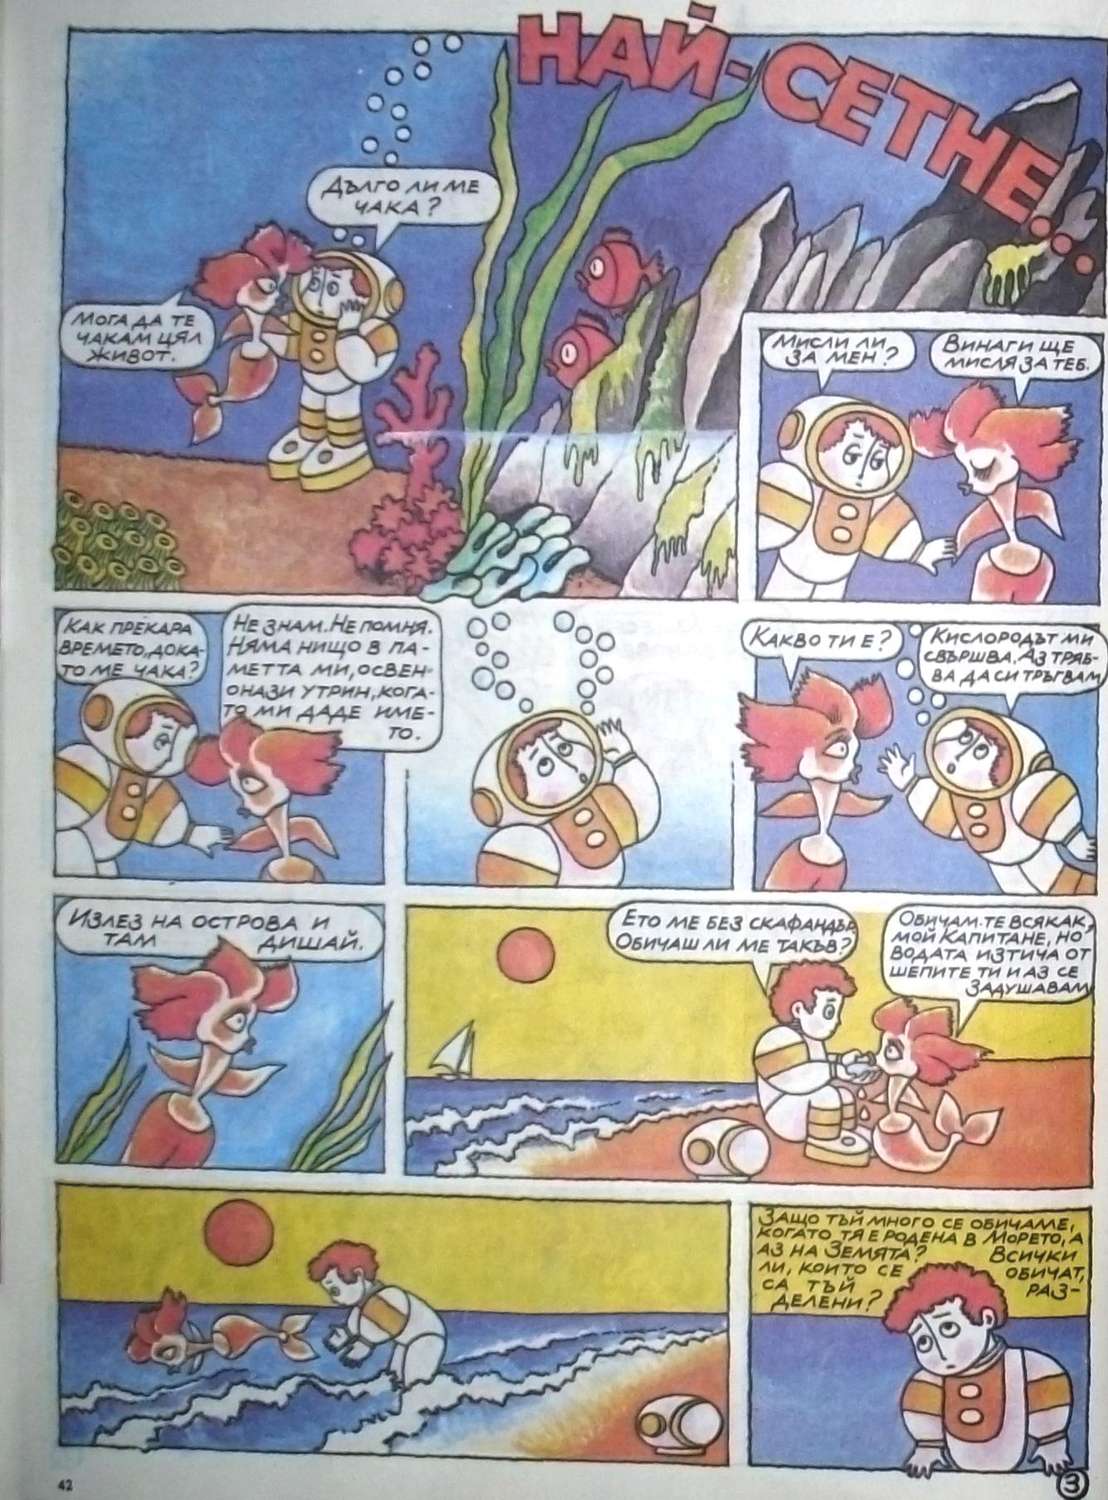 НАЙ-СЕТНЕ...
ДЪЛГО ЛИ МЕ
ЧАКА?
МОГА ДА ТЕ
ЧАКАМ ЦЯЛ
ЖИВОТ.
МИСЛИ ЛИ
ЗА МЕН?
ВИНАГИ ЩЕ
МИСЛЯ ЗА ТЕБ.
КАК ПРЕКАРА
ВРЕМЕТО, ДОКА-
ТО МЕ ЧАКА?
НЕ ЗНАМ. НЕ ПОМНЯ.
НЯМА НИЩО В ПА-
МЕТТА МИ, ОСВЕН
ОНАЗИ УТРИН, КОГА-
ТО МИ ДАДЕ ИМЕ-
ТО.
КАКВО ТИ Е?
КИСЛОРОДЪТ МИ
СВЪРШВА. АЗ ТРЯБ-
ВА ДА СИ ТРЪГВАМ
ИЗЛЕЗ НА ОСТРОВА И
ТАМ ДИШАЙ.
ЕТО МЕ БЕЗ СКАФАНДЪР.
ОБИЧАШ ЛИ МЕ ТАКЪВ?
ОБИЧАМ ТЕ ВСЯКАК,
МОЙ КАПИТАНЕ, НО
ВОДАТА ИЗТИЧА ОТ
ШЕПИТЕ ТИ И АЗ СЕ
ЗАДУШАВАМ
ЗАЩО ТЪЙ МНОГО СЕ ОБИЧАМЕ,
КОГАТО ТЯ Е РОДЕНА В МОРЕТО, А
АЗ НА ЗЕМЯТА? ВСИЧКИ
ЛИ, КОИТО СЕ ОБИЧАТ,
СА ТЪЙ РАЗ-
ДЕЛЕНИ?
42
3